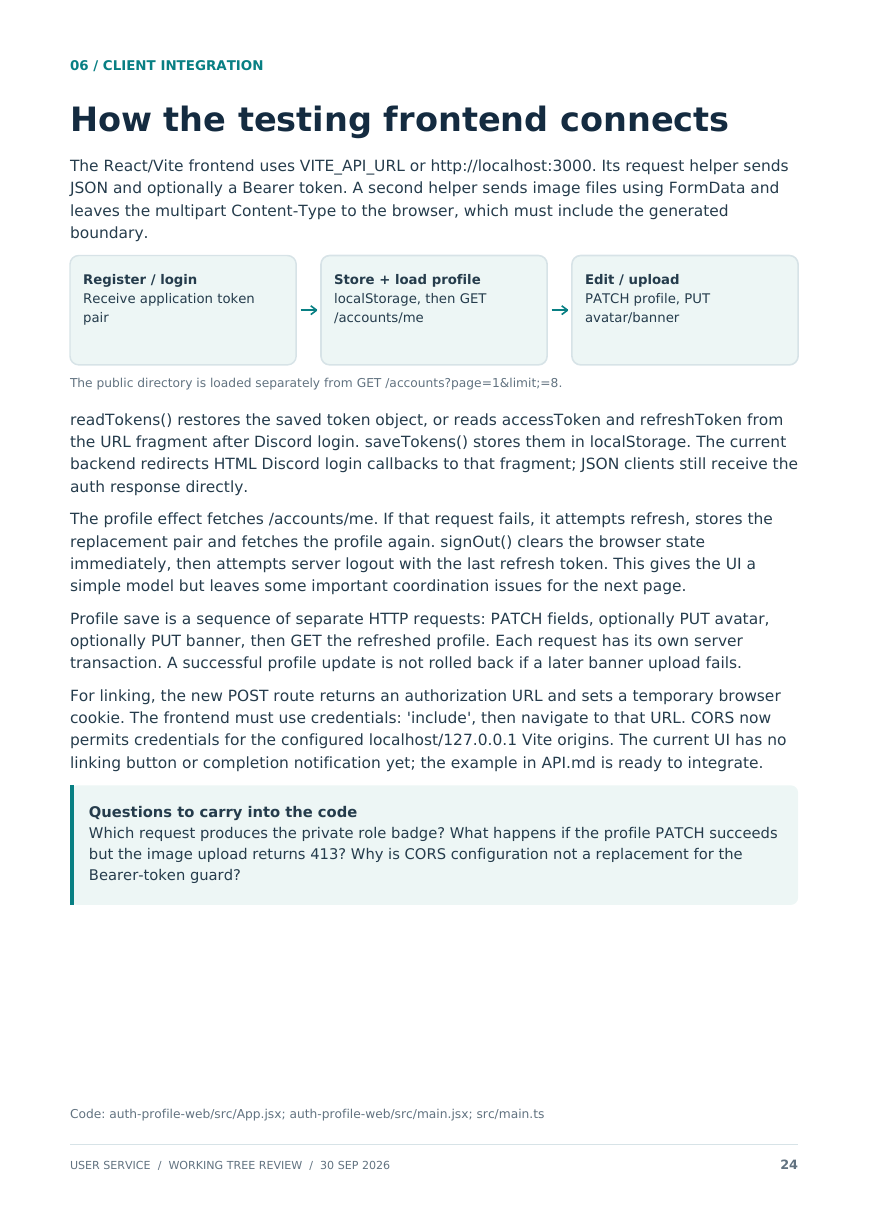 06 / CLIENT INTEGRATION
How the testing frontend connects
The React/Vite frontend uses VITE_API_URL or http://localhost:3000. Its request helper sends
JSON and optionally a Bearer token. A second helper sends image files using FormData and
leaves the multipart Content-Type to the browser, which must include the generated
boundary.
Register / login
Receive application token
pair
Store + load profile
localStorage, then GET
/accounts/me
Edit / upload
PATCH profile, PUT
avatar/banner
The public directory is loaded separately from GET /accounts?page=1&limit;=8.
readTokens() restores the saved token object, or reads accessToken and refreshToken from
the URL fragment after Discord login. saveTokens() stores them in localStorage. The current
backend redirects HTML Discord login callbacks to that fragment; JSON clients still receive the
auth response directly.
The profile effect fetches /accounts/me. If that request fails, it attempts refresh, stores the
replacement pair and fetches the profile again. signOut() clears the browser state
immediately, then attempts server logout with the last refresh token. This gives the UI a
simple model but leaves some important coordination issues for the next page.
Profile save is a sequence of separate HTTP requests: PATCH fields, optionally PUT avatar,
optionally PUT banner, then GET the refreshed profile. Each request has its own server
transaction. A successful profile update is not rolled back if a later banner upload fails.
For linking, the new POST route returns an authorization URL and sets a temporary browser
cookie. The frontend must use credentials: 'include', then navigate to that URL. CORS now
permits credentials for the configured localhost/127.0.0.1 Vite origins. The current UI has no
linking button or completion notification yet; the example in API.md is ready to integrate.
Questions to carry into the code
Which request produces the private role badge? What happens if the profile PATCH succeeds
but the image upload returns 413? Why is CORS configuration not a replacement for the
Bearer-token guard?
Code: auth-profile-web/src/App.jsx; auth-profile-web/src/main.jsx; src/main.ts
USER SERVICE / WORKING TREE REVIEW / 30 SEP 2026
24